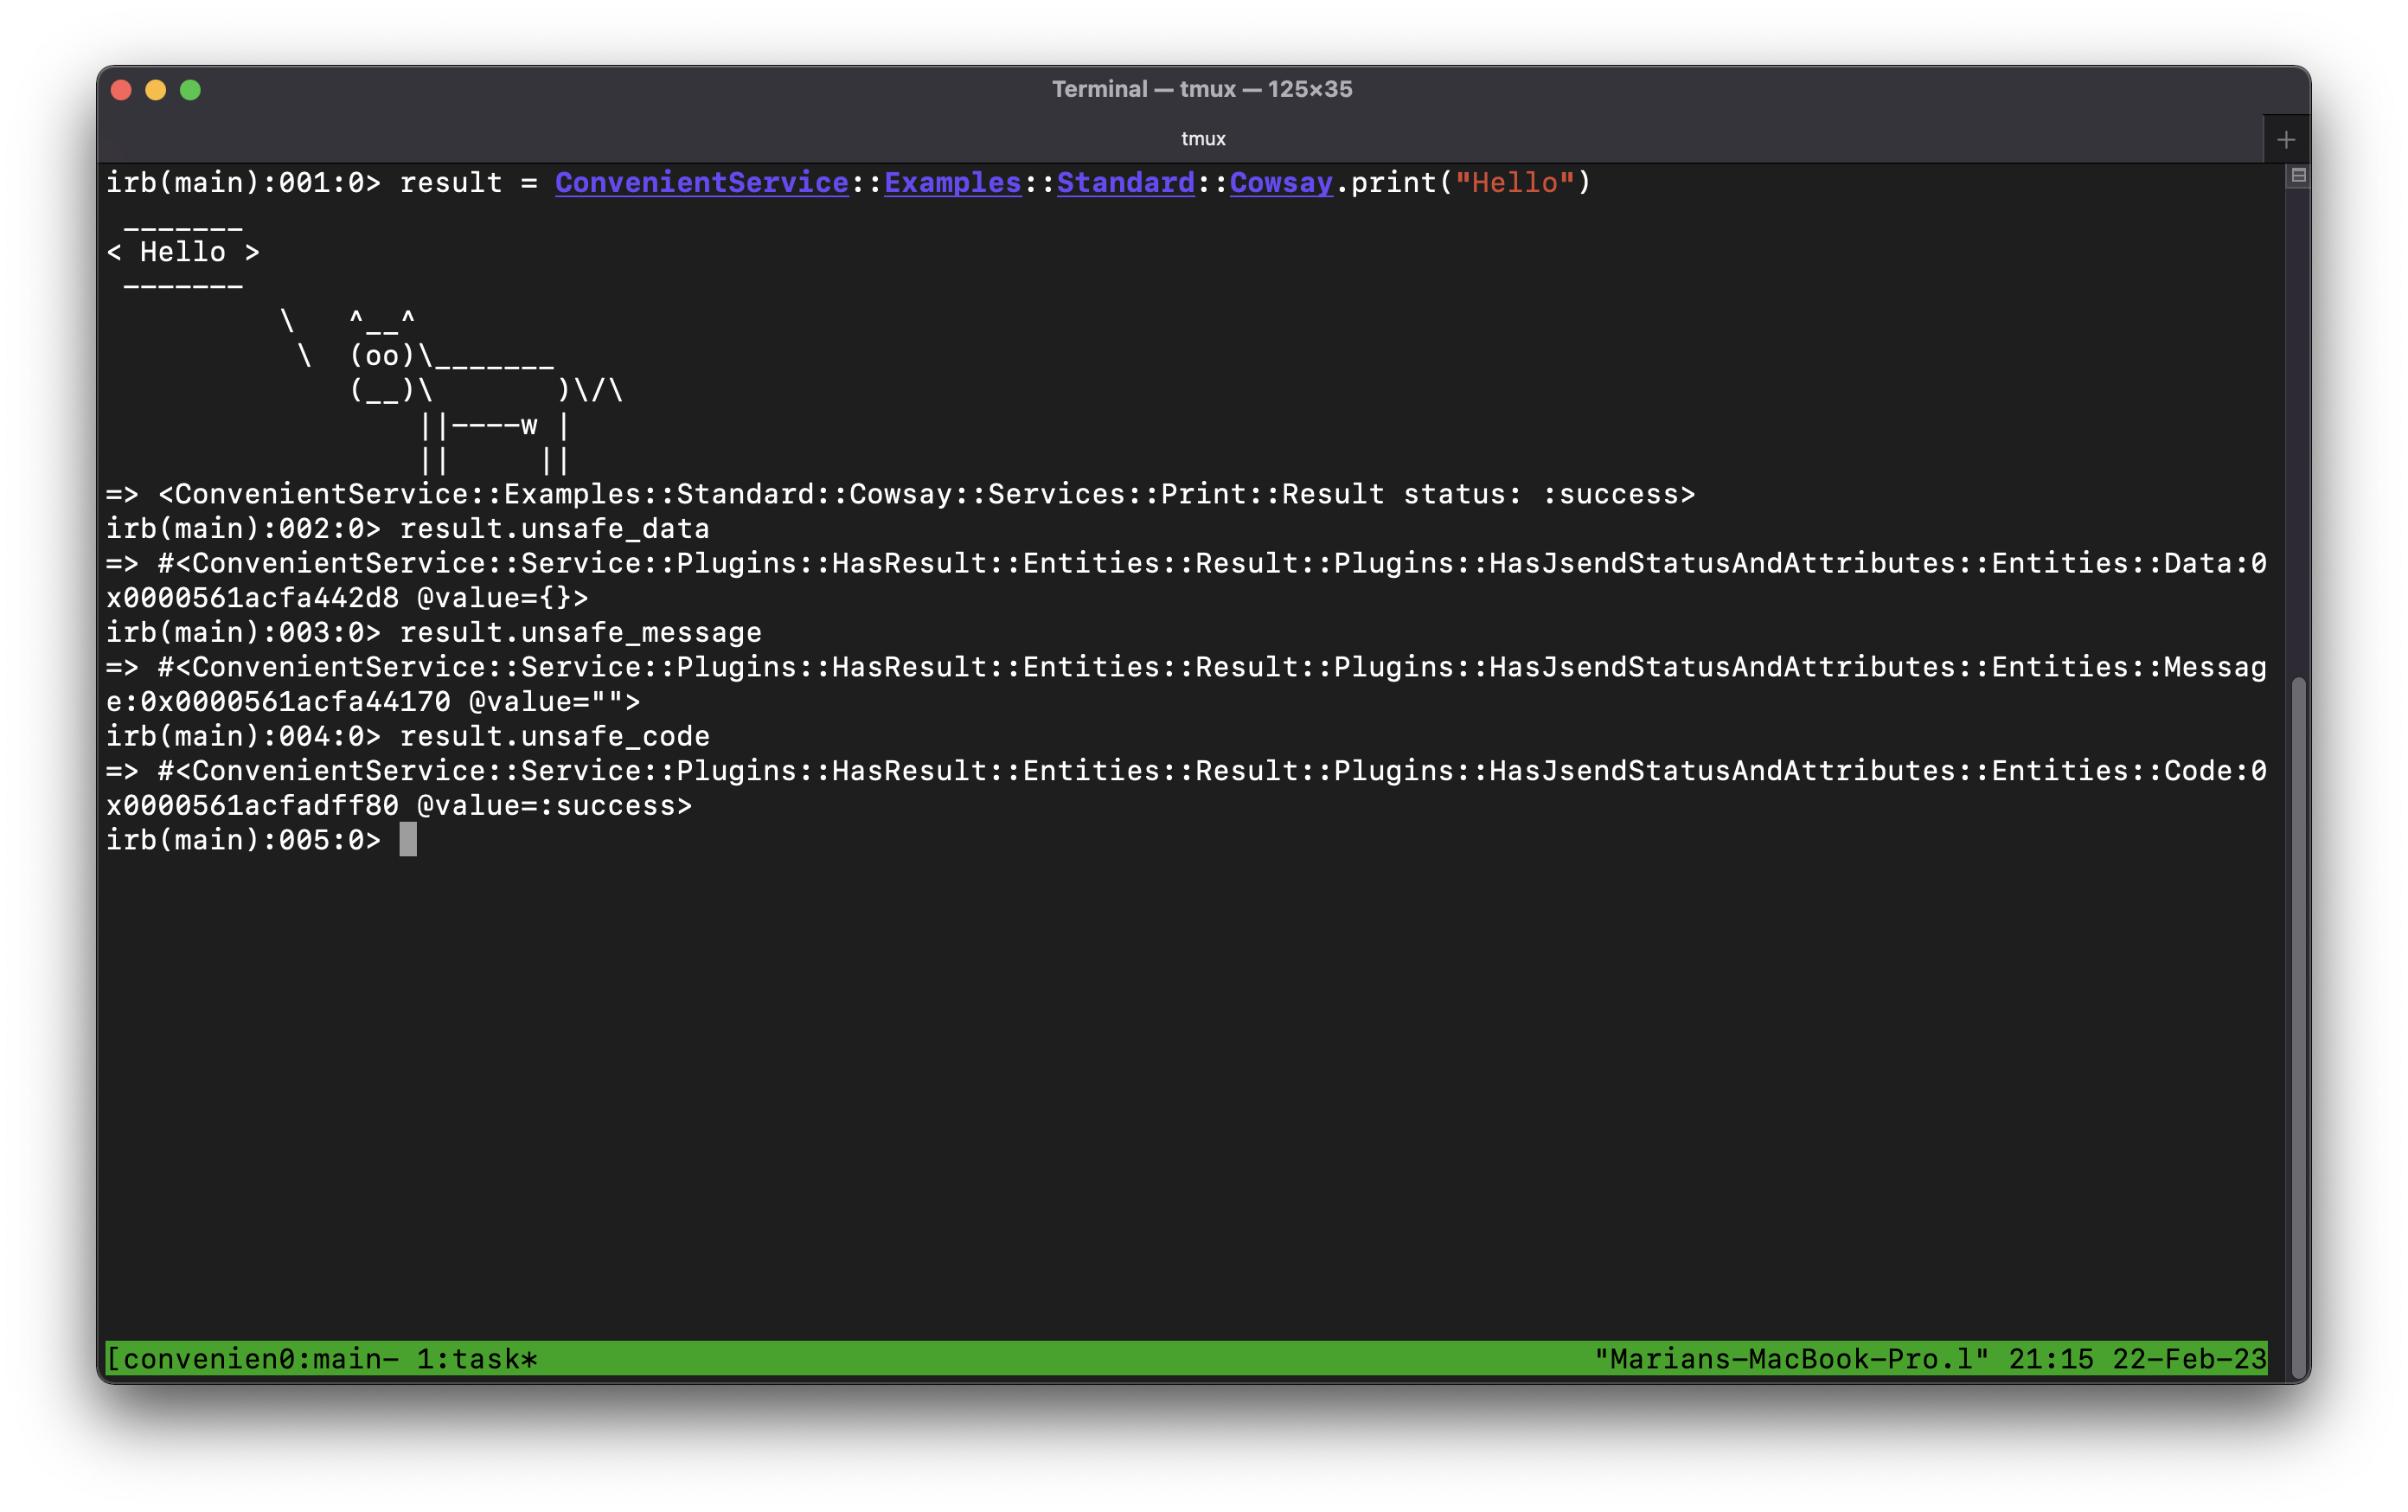 Terminal — tmux — 125×35
tmux
irb(main):001:0> result = ConvenientService::Examples::Standard::Cowsay.print("Hello")
 _______
< Hello >
 -------
          \   ^__^
           \  (oo)\_______
              (__)\       )\/\
                  ||----w |
                  ||     ||
=> <ConvenientService::Examples::Standard::Cowsay::Services::Print::Result status: :success>
irb(main):002:0> result.unsafe_data
=> #<ConvenientService::Service::Plugins::HasResult::Entities::Result::Plugins::HasJsendStatusAndAttributes::Entities::Data:0
x0000561acfa442d8 @value={}>
irb(main):003:0> result.unsafe_message
=> #<ConvenientService::Service::Plugins::HasResult::Entities::Result::Plugins::HasJsendStatusAndAttributes::Entities::Messag
e:0x0000561acfa44170 @value="">
irb(main):004:0> result.unsafe_code
=> #<ConvenientService::Service::Plugins::HasResult::Entities::Result::Plugins::HasJsendStatusAndAttributes::Entities::Code:0
x0000561acfadff80 @value=:success>
irb(main):005:0>
[convenien0:main- 1:task* "Marians-MacBook-Pro.l" 21:15 22-Feb-23